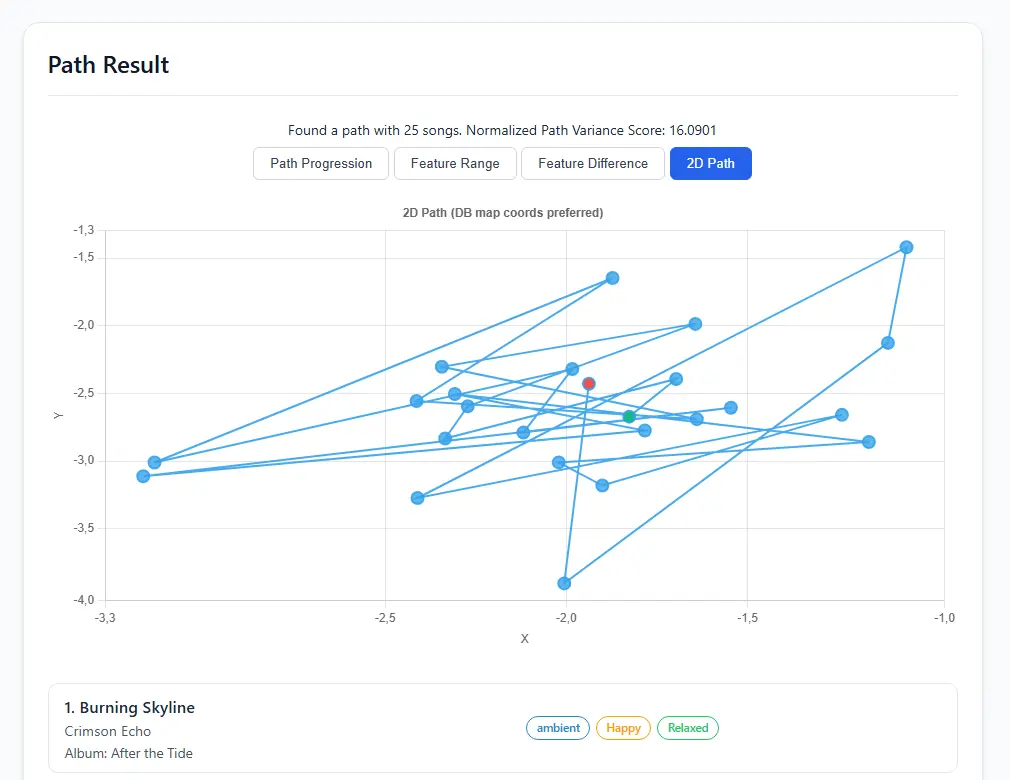 Path Result
Found a path with 25 songs. Normalized Path Variance Score: 16.0901
Path Progression
Feature Range
Feature Difference
2D Path
2D Path (DB map coords preferred)
-1,3
-1,5
-2,0
-2,5
-3,0
-3,5
-4,0
Y
-3,3
-2,5
-2,0
-1,5
-1,0
X
1. Burning Skyline
Crimson Echo
Album: After the Tide
ambient
Happy
Relaxed